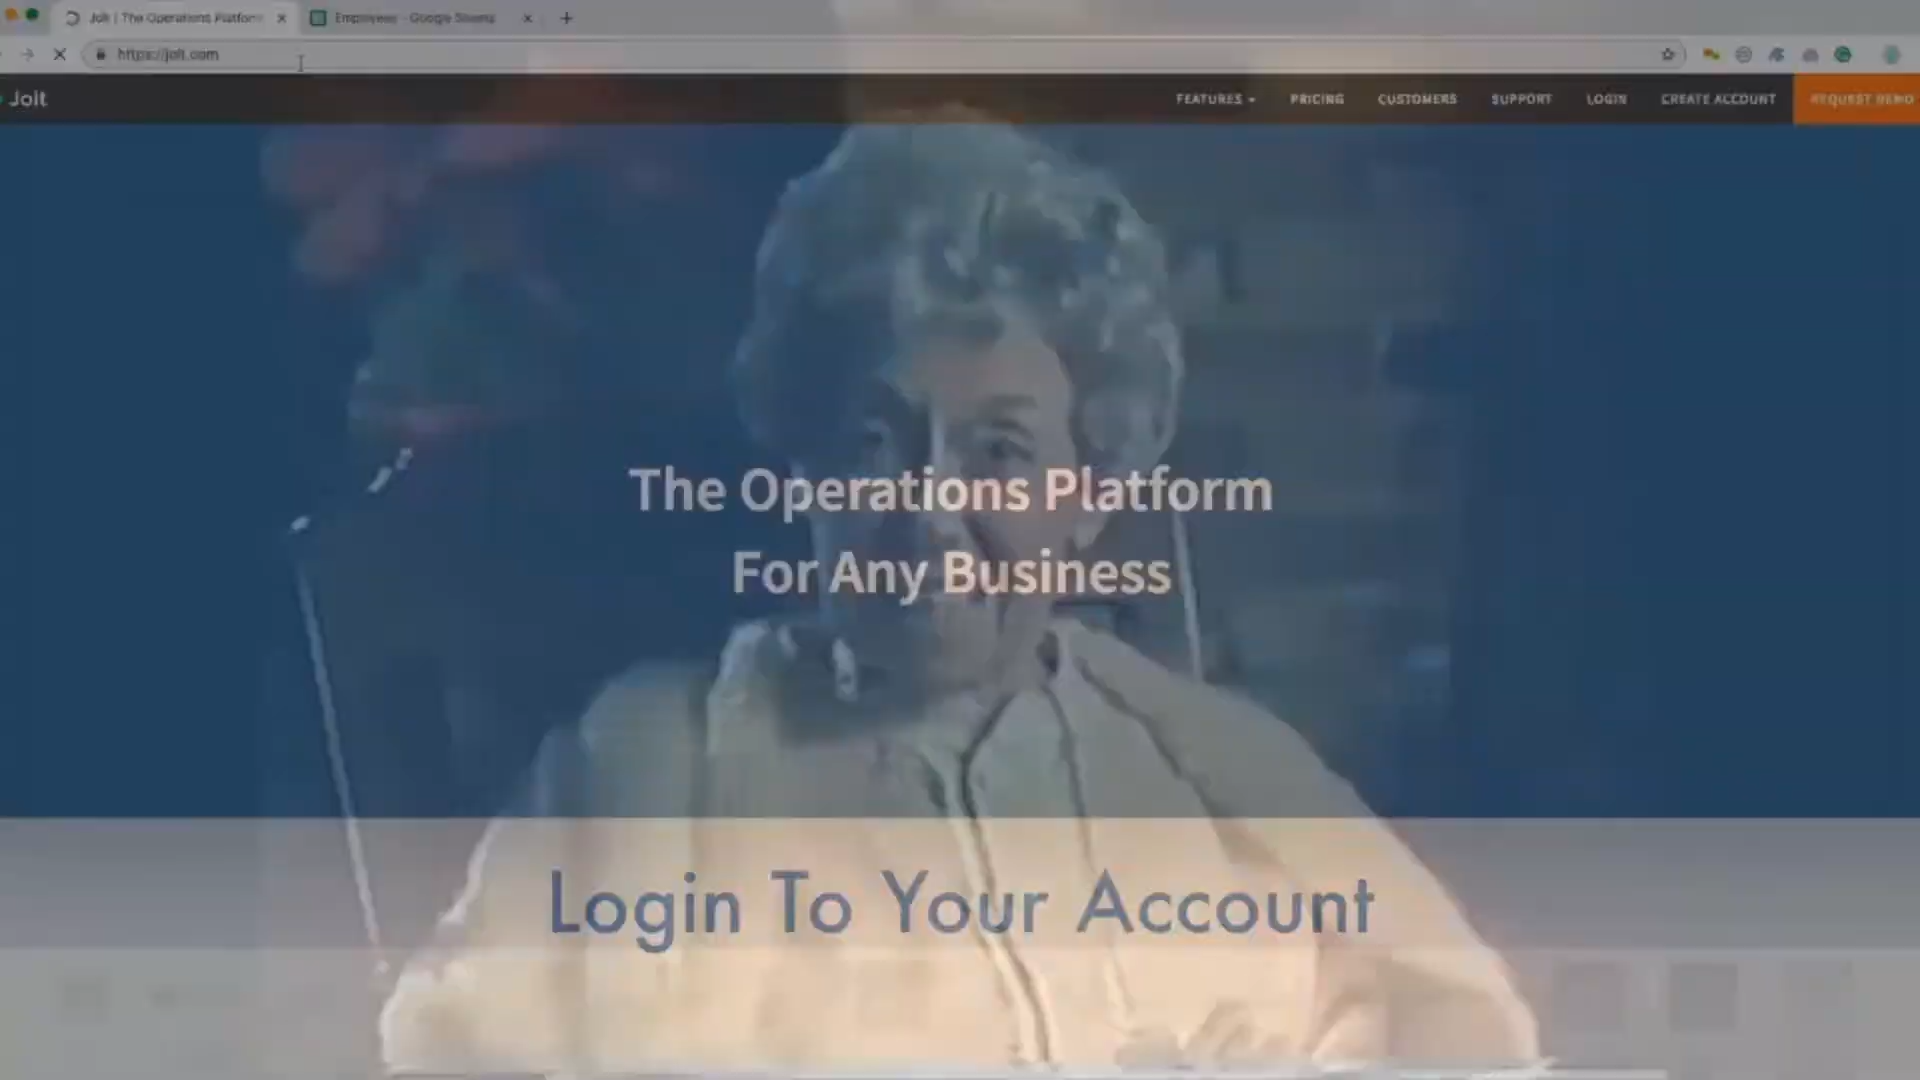 Jolt | The Operations Platform
Employees - Google Sheets
https://jolt.com
Jolt
FEATURES
PRICING
CUSTOMERS
SUPPORT
LOGIN
CREATE ACCOUNT
REQUEST DEMO
The Operations Platform
For Any Business
Login To Your Account